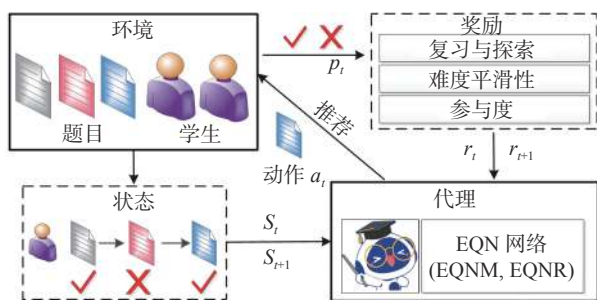 环境
题目 学生
p_t
奖励
复习与探索
难度平滑性
参与度
推荐
动作 a_t
r_t r_{t+1}
状态
S_t
S_{t+1}
代理
EQN 网络
(EQNM, EQNR)